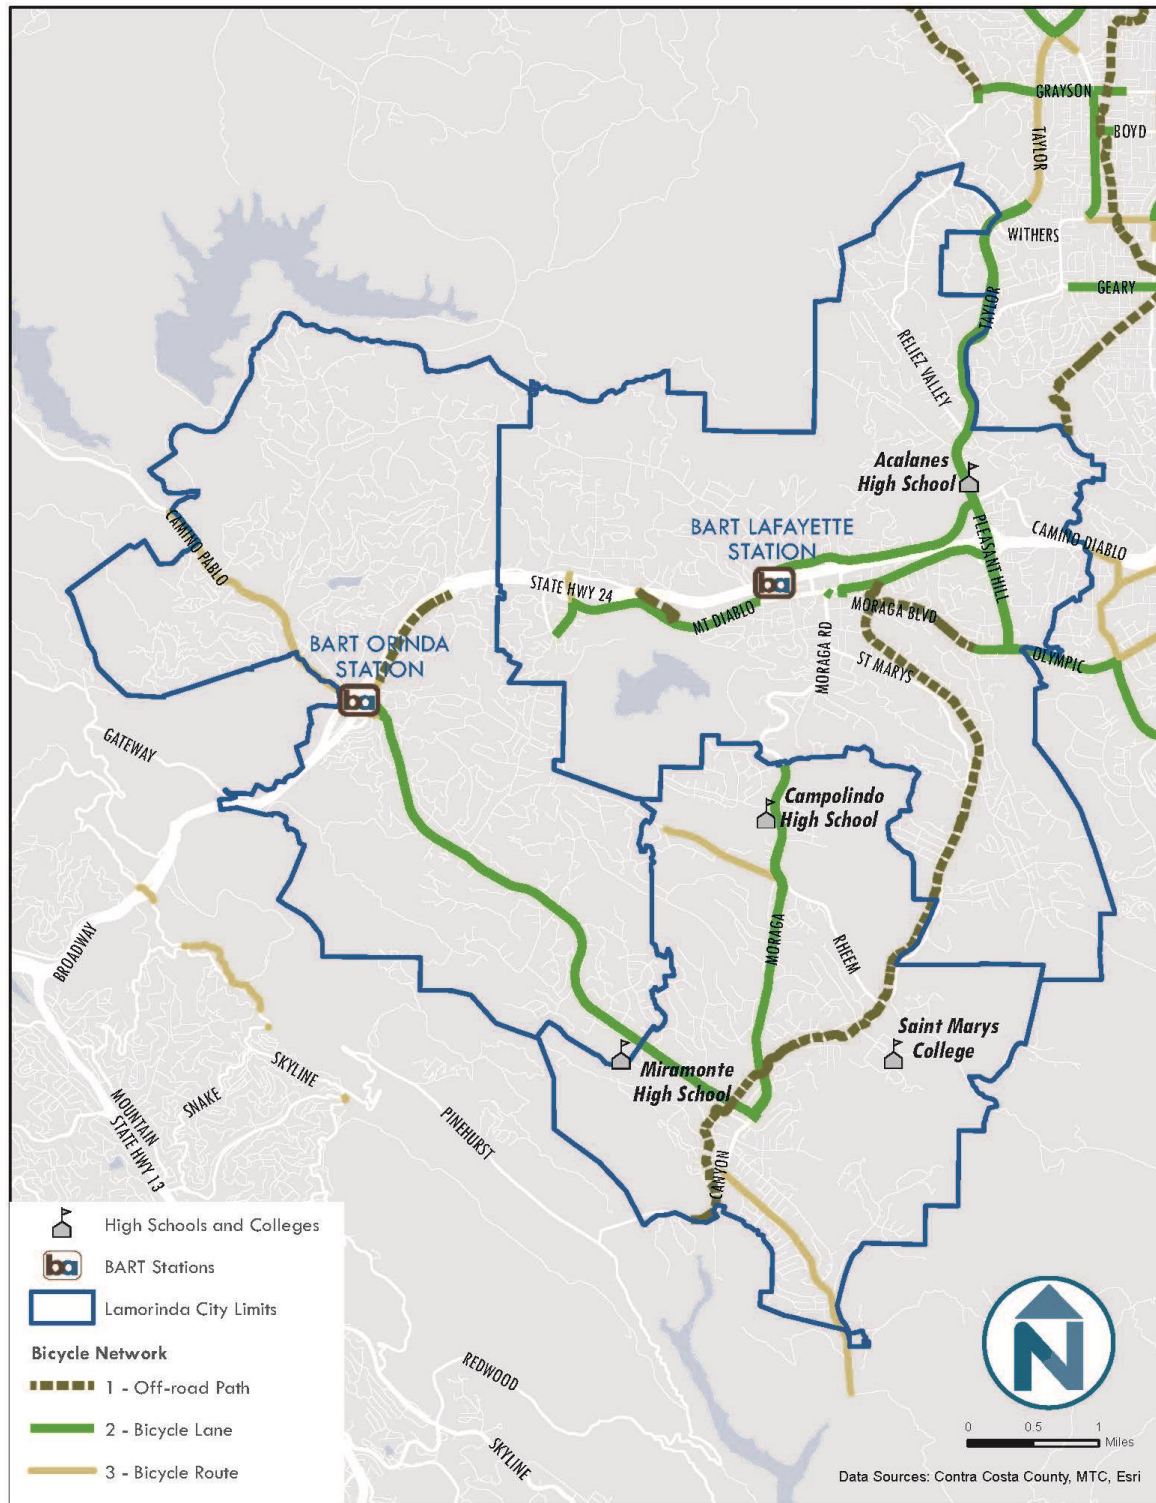 GRAYSON
BOYD
TAYLOR
WITHERS
GEARY
TAYLOR
RELIEZ VALLEY
Acalanes
High School
BART LAFAYETTE
STATION
ba
PLEASANT HILL
CAMINO DIABLO
CAMINO PABLO
STATE HWY 24
MT DIABLO
MORAGA BLVD
BART ORINDA
STATION
ba
MORAGA RD
ST MARYS
OLYMPIC
GATEWAY
Campolindo
High School
BROADWAY
MORAGA
RHEEM
Saint Marys
College
SKYLINE
Miramonte
High School
SNAKE
MOUNTAIN
STATE HWY 13
PINEHURST
CANYON
High Schools and Colleges
ba
BART Stations
Lamorinda City Limits
Bicycle Network
1 - Off-road Path
2 - Bicycle Lane
3 - Bicycle Route
REDWOOD
SKYLINE
N
0 0.5 1
Miles
Data Sources: Contra Costa County, MTC, Esri